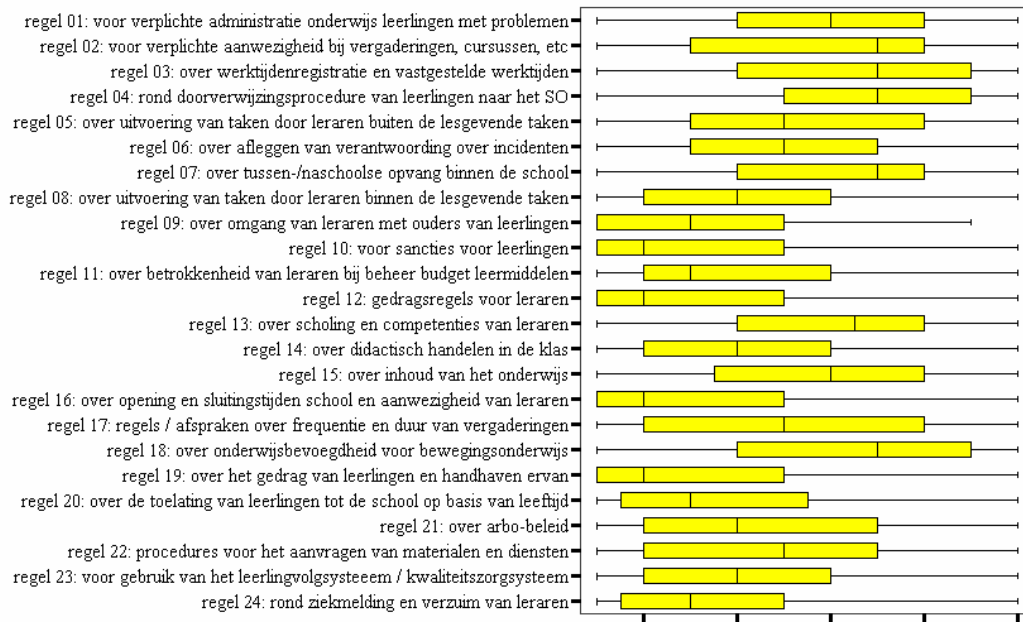 regel 01: voor verplichte administratie onderwijs leerlingen met problemen
regel 02: voor verplichte aanwezigheid bij vergaderingen, cursussen, etc
regel 03: over werktijdenregistratie en vastgestelde werktijden
regel 04: rond doorverwijzingsprocedure van leerlingen naar het SO
regel 05: over uitvoering van taken door leraren buiten de lesgevende taken
regel 06: over afleggen van verantwoording over incidenten
regel 07: over tussen-/naschoolse opvang binnen de school
regel 08: over uitvoering van taken door leraren binnen de lesgevende taken
regel 09: over omgang van leraren met ouders van leerlingen
regel 10: voor sancties voor leerlingen
regel 11: over betrokkenheid van leraren bij beheer budget leermiddelen
regel 12: gedragsregels voor leraren
regel 13: over scholing en competenties van leraren
regel 14: over didactisch handelen in de klas
regel 15: over inhoud van het onderwijs
regel 16: over opening en sluitingstijden school en aanwezigheid van leraren
regel 17: regels / afspraken over frequentie en duur van vergaderingen
regel 18: over onderwijsbevoegdheid voor bewegingsonderwijs
regel 19: over het gedrag van leerlingen en handhaven ervan
regel 20: over de toelating van leerlingen tot de school op basis van leeftijd
regel 21: over arbo-beleid
regel 22: procedures voor het aanvragen van materialen en diensten
regel 23: voor gebruik van het leerlingvolgsysteeem / kwaliteitszorgsysteem
regel 24: rond ziekmelding en verzuim van leraren